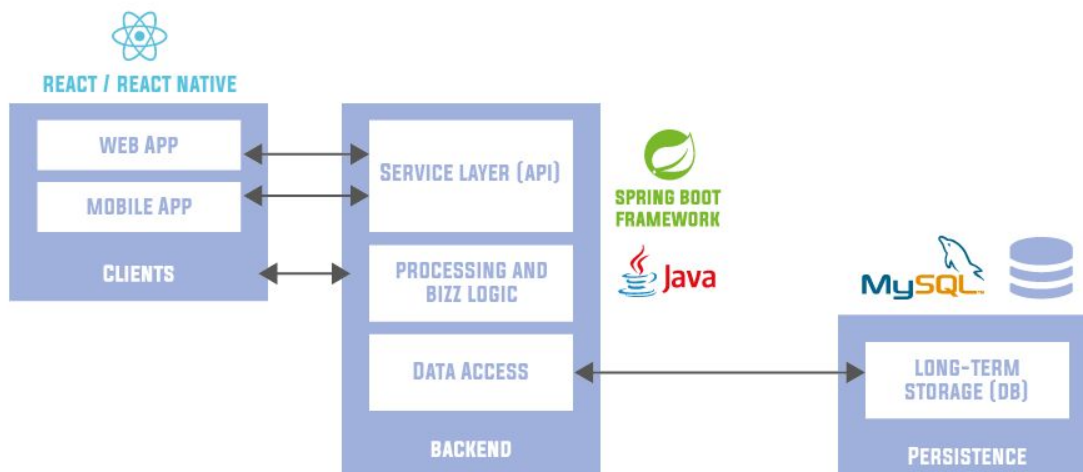 REACT / REACT NATIVE
WEB APP
MOBILE APP
CLIENTS
SERVICE LAYER (API)
PROCESSING AND
BIZZ LOGIC
DATA ACCESS
BACKEND
SPRING BOOT
FRAMEWORK
Java
MySQL™
LONG-TERM
STORAGE (DB)
PERSISTENCE